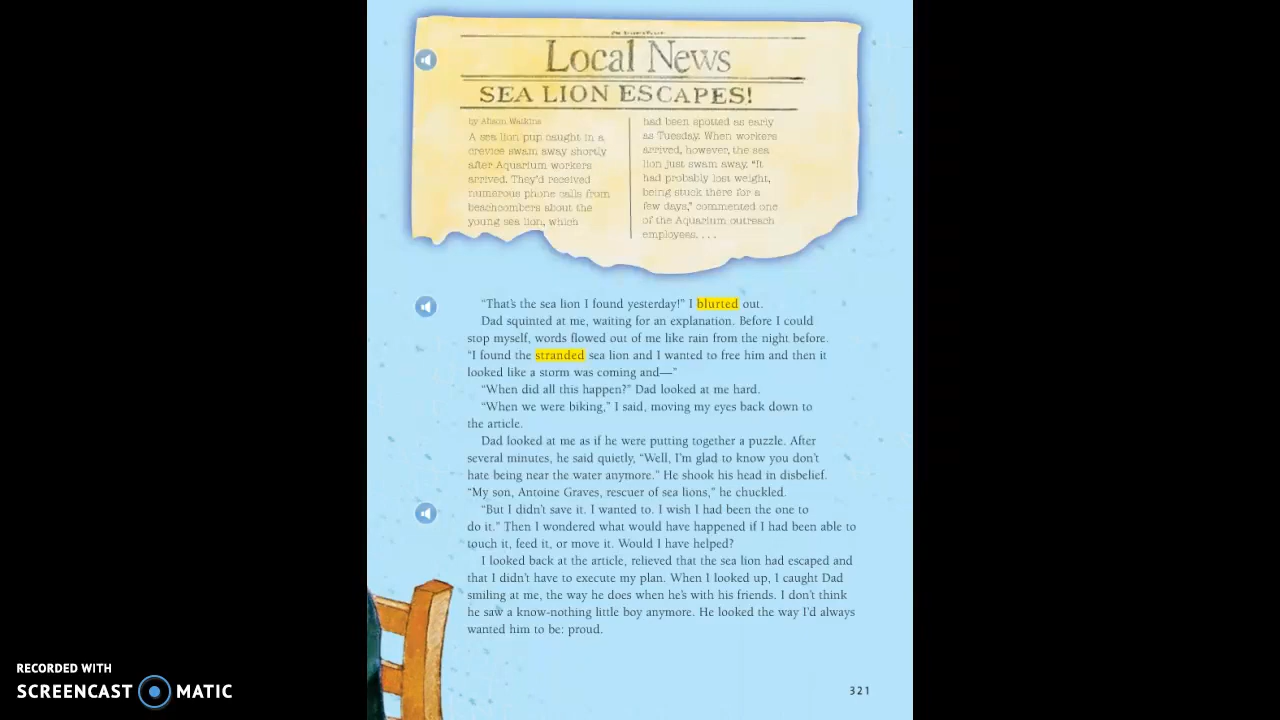 Local News
SEA LION ESCAPES!
by Alison Watkins
A sea lion pup caught in a
crevice swam away shortly
after Aquarium workers
arrived. They'd received
numerous phone calls from
beachcombers about the
young sea lion, which
had been spotted as early
as Tuesday. When workers
arrived, however, the sea
lion just swam away. "It
had probably lost weight,
being stuck there for a
few days," commented one
of the Aquarium outreach
employees. . . .
"That's the sea lion I found yesterday!" I blurted out.
Dad squinted at me, waiting for an explanation. Before I could
stop myself, words flowed out of me like rain from the night before.
"I found the stranded sea lion and I wanted to free him and then it
looked like a storm was coming and—"
"When did all this happen?" Dad looked at me hard.
"When we were biking," I said, moving my eyes back down to
the article.
Dad looked at me as if he were putting together a puzzle. After
several minutes, he said quietly, "Well, I'm glad to know you don't
hate being near the water anymore." He shook his head in disbelief.
"My son, Antoine Graves, rescuer of sea lions," he chuckled.
"But I didn't save it. I wanted to. I wish I had been the one to
do it." Then I wondered what would have happened if I had been able to
touch it, feed it, or move it. Would I have helped?
I looked back at the article, relieved that the sea lion had escaped and
that I didn't have to execute my plan. When I looked up, I caught Dad
smiling at me, the way he does when he's with his friends. I don't think
he saw a know-nothing little boy anymore. He looked the way I'd always
wanted him to be: proud.
321
RECORDED WITH
SCREENCAST MATIC